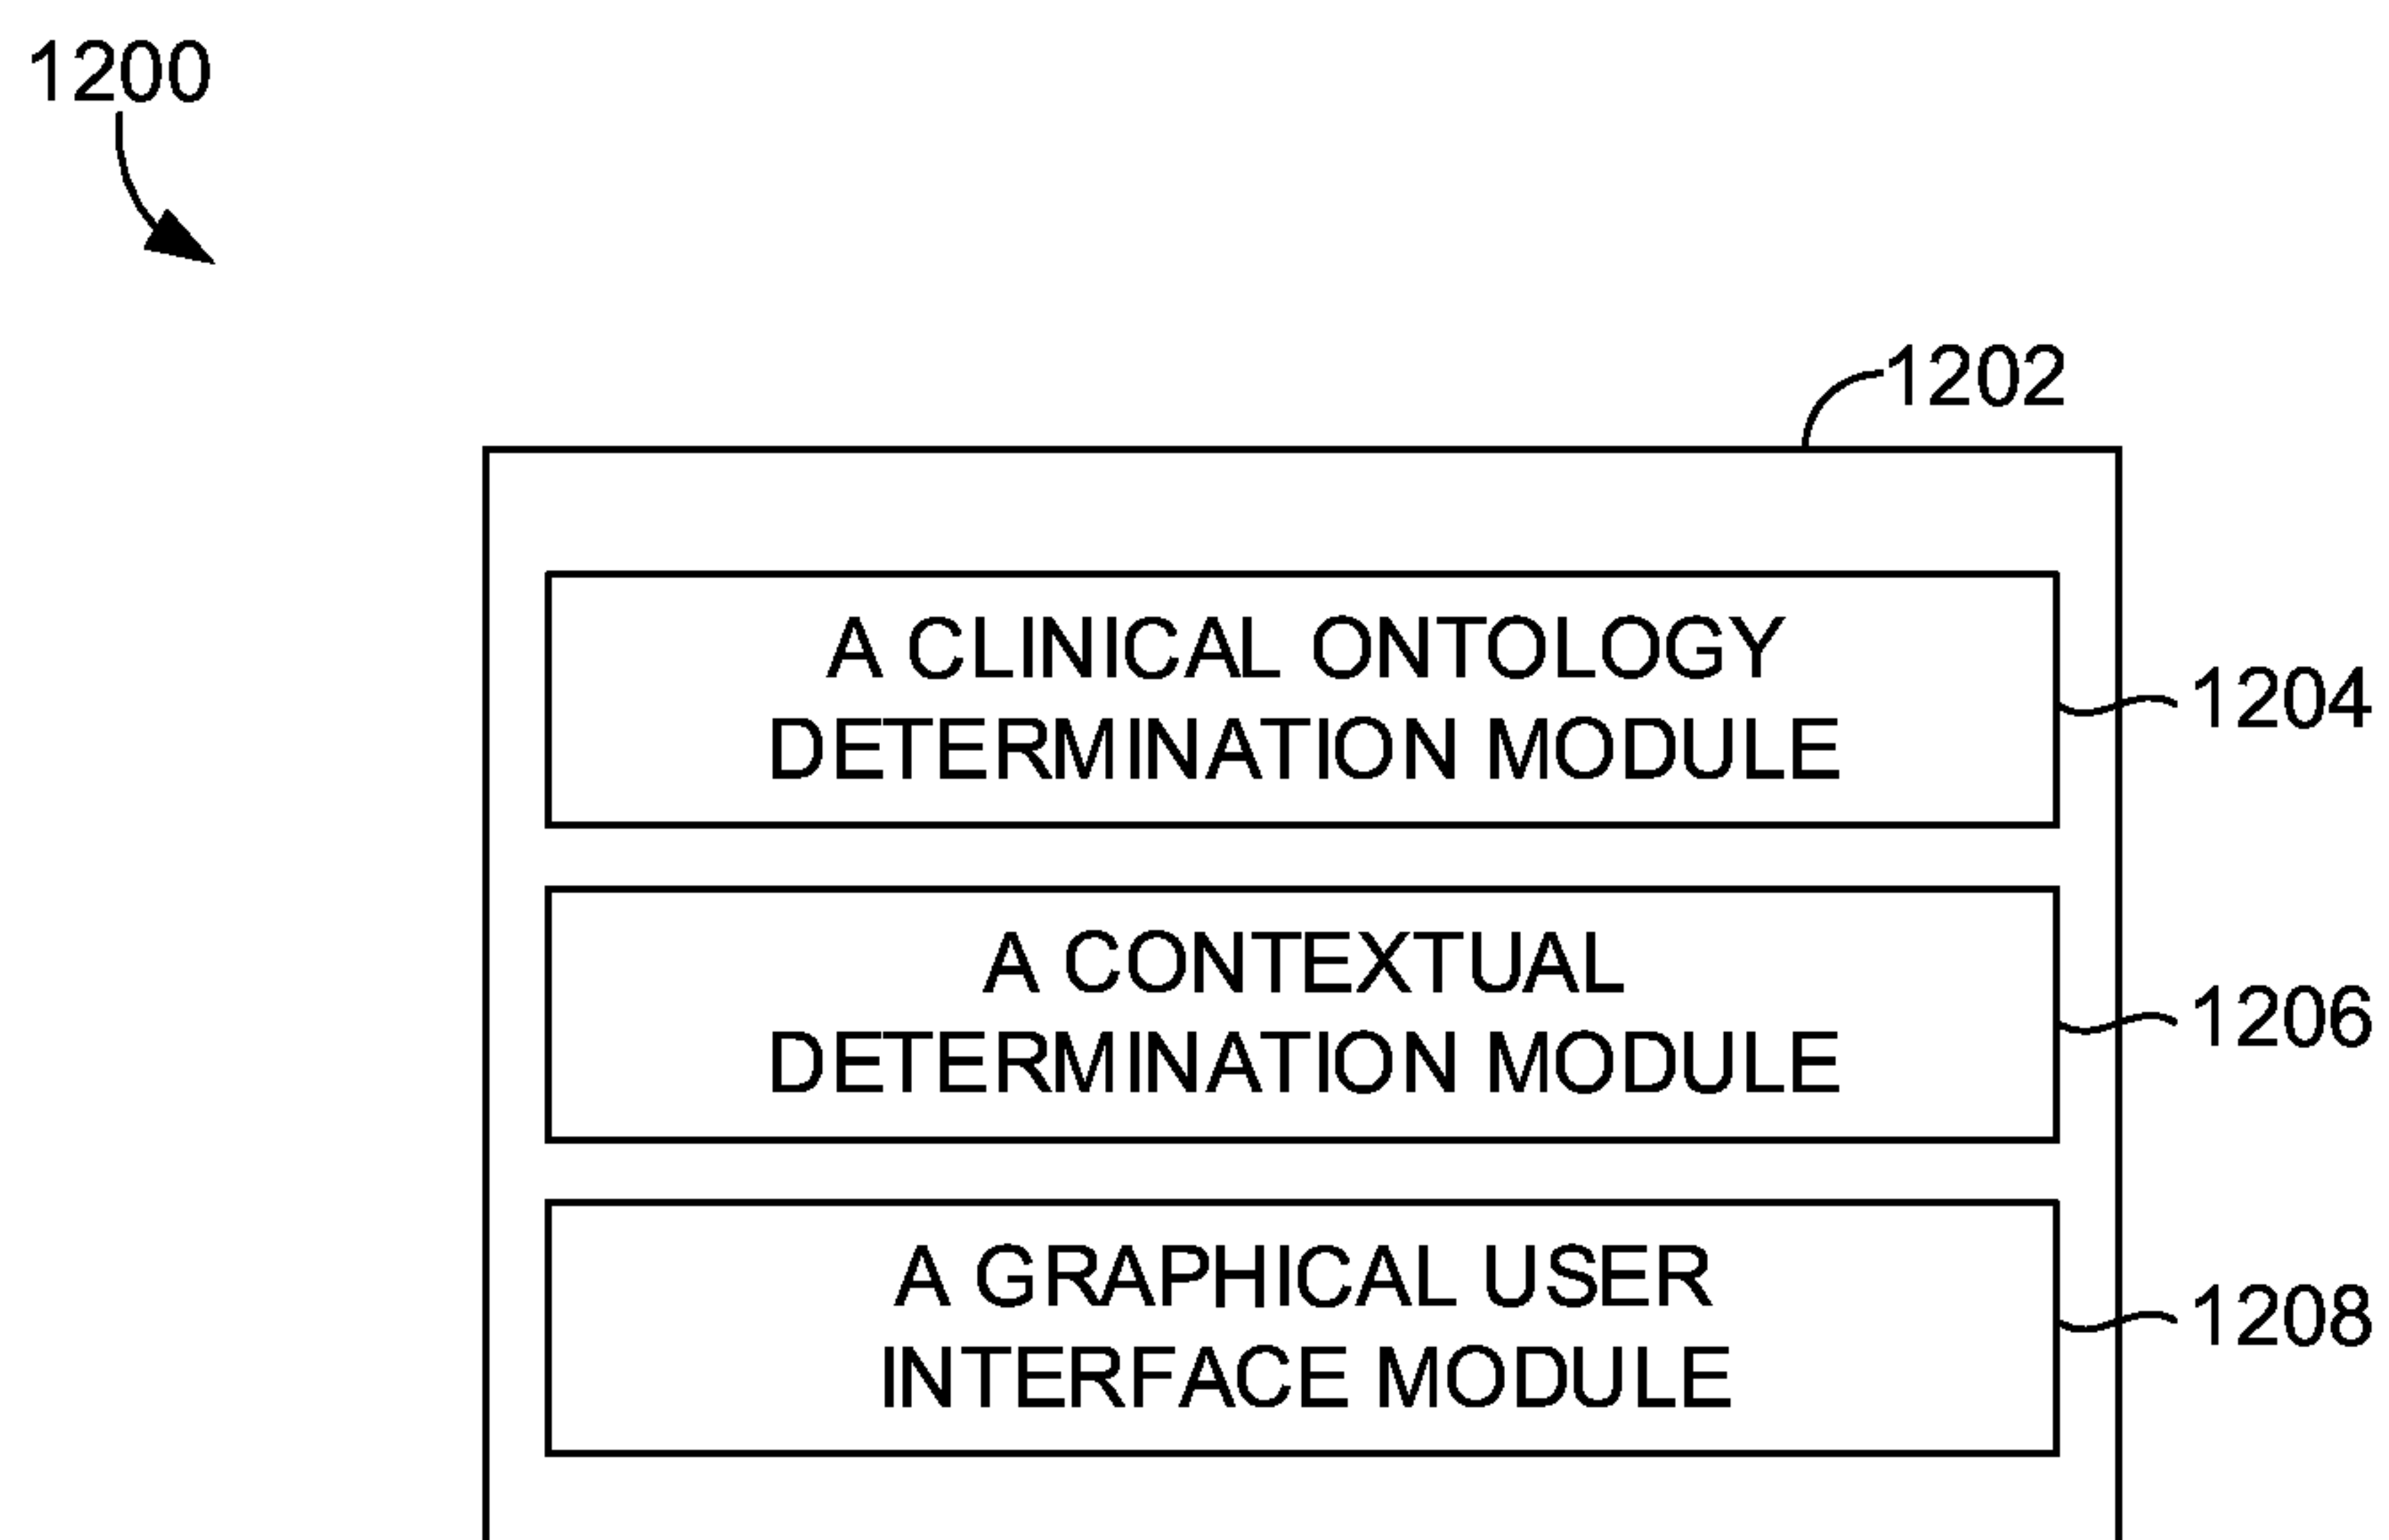 1200
1202
A CLINICAL ONTOLOGY
DETERMINATION MODULE
1204
A CONTEXTUAL
DETERMINATION MODULE
1206
A GRAPHICAL USER
INTERFACE MODULE
1208